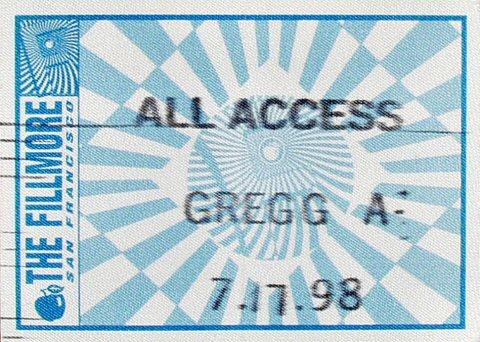 THE FILLMORE
SAN FRANCISCO
ALL ACCESS
GREGG A
7.17.98